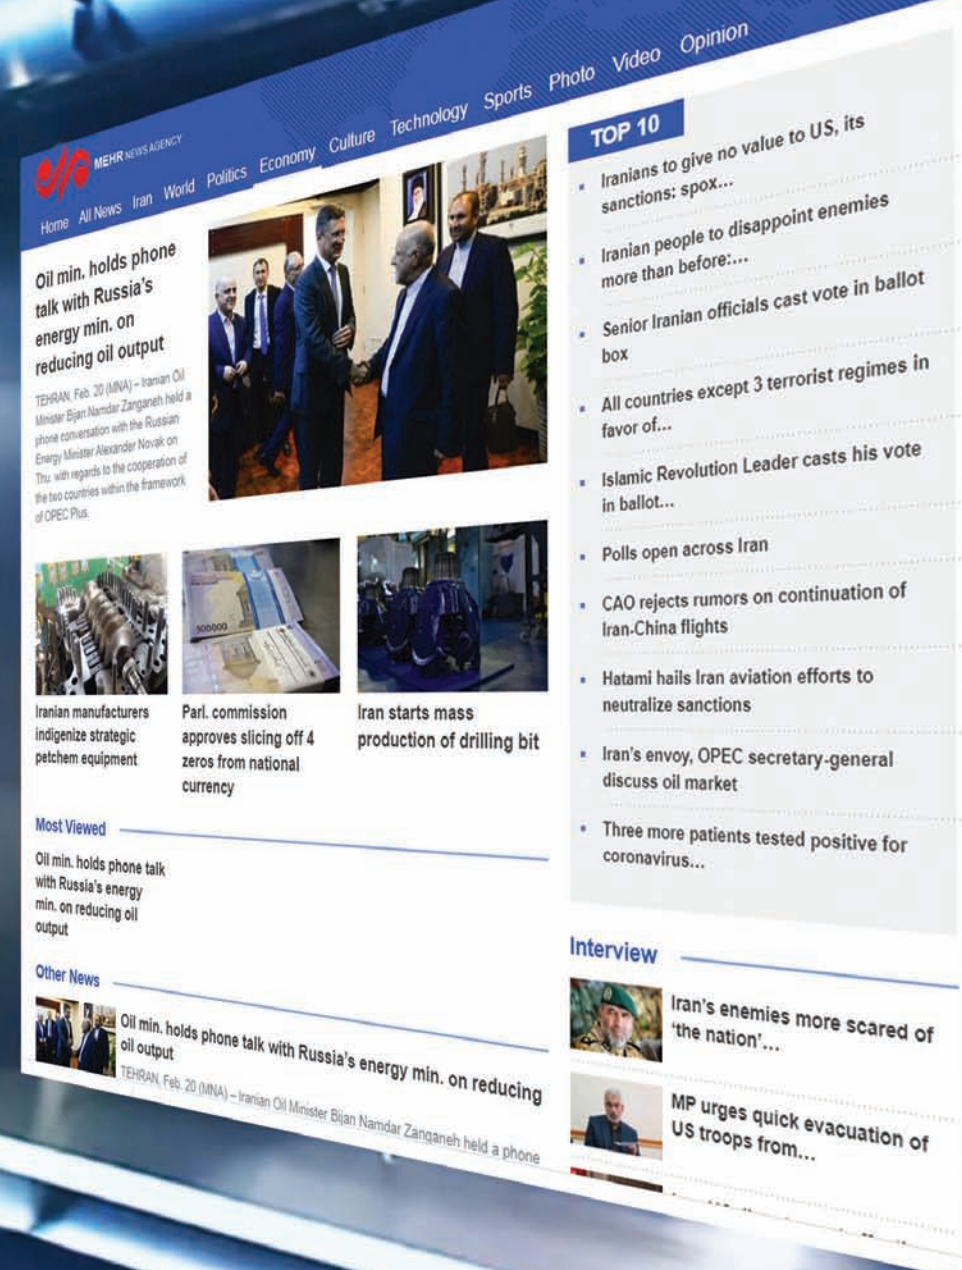 MEHR NEWS AGENCY
Home All News Iran World Politics Economy Culture Technology Sports Photo Video Opinion
Oil min. holds phone
talk with Russia's
energy min. on
reducing oil output
TEHRAN, Feb. 20 (MNA) – Iranian Oil
Minister Bijan Namdar Zanganeh held a
phone conversation with the Russian
Energy Minister Alexander Novak on
Thu. with regards to the cooperation of
the two countries within the framework
of OPEC Plus.
500000
Iranian manufacturers
indigenize strategic
petchem equipment
Parl. commission
approves slicing off 4
zeros from national
currency
Iran starts mass
production of drilling bit
Most Viewed
Oil min. holds phone talk
with Russia's energy
min. on reducing oil
output
Other News
Oil min. holds phone talk with Russia's energy min. on reducing
oil output
TEHRAN, Feb. 20 (MNA) – Iranian Oil Minister Bijan Namdar Zanganeh held a phone
TOP 10
Iranians to give no value to US, its
sanctions: spox...
Iranian people to disappoint enemies
more than before:...
Senior Iranian officials cast vote in ballot
box
All countries except 3 terrorist regimes in
favor of...
Islamic Revolution Leader casts his vote
in ballot...
Polls open across Iran
CAO rejects rumors on continuation of
Iran-China flights
Hatami hails Iran aviation efforts to
neutralize sanctions
Iran's envoy, OPEC secretary-general
discuss oil market
Three more patients tested positive for
coronavirus...
Interview
Iran's enemies more scared of
'the nation'...
MP urges quick evacuation of
US troops from...